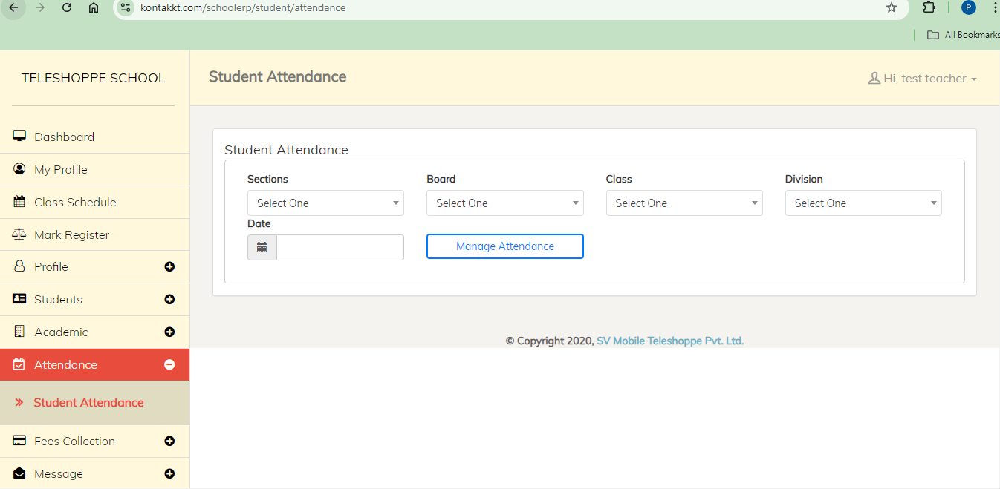 kontakkt.com/schoolerp/student/attendance
P
All Bookmarks
TELESHOPPE SCHOOL
Student Attendance
Hi, test teacher
Dashboard
My Profile
Class Schedule
Mark Register
Profile
Students
Academic
Attendance
Student Attendance
Fees Collection
Message
Student Attendance
Sections Board Class Division
Select One Select One Select One Select One
Date
Manage Attendance
© Copyright 2020, SV Mobile Teleshoppe Pvt. Ltd.